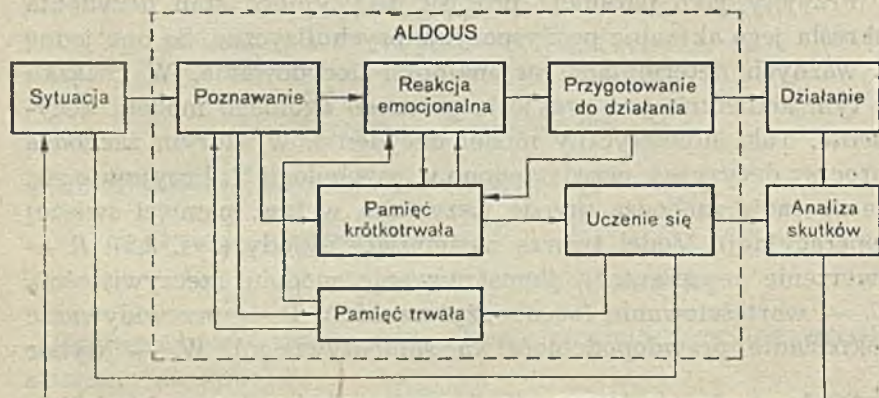 ALDOUS
Sytuacja
Poznawanie
Reakcja
emocjonalna
Przygotowanie
do działania
Działanie
Pamięć
krótkotrwała
Uczenie się
Analiza
skutków
Pamięć trwała